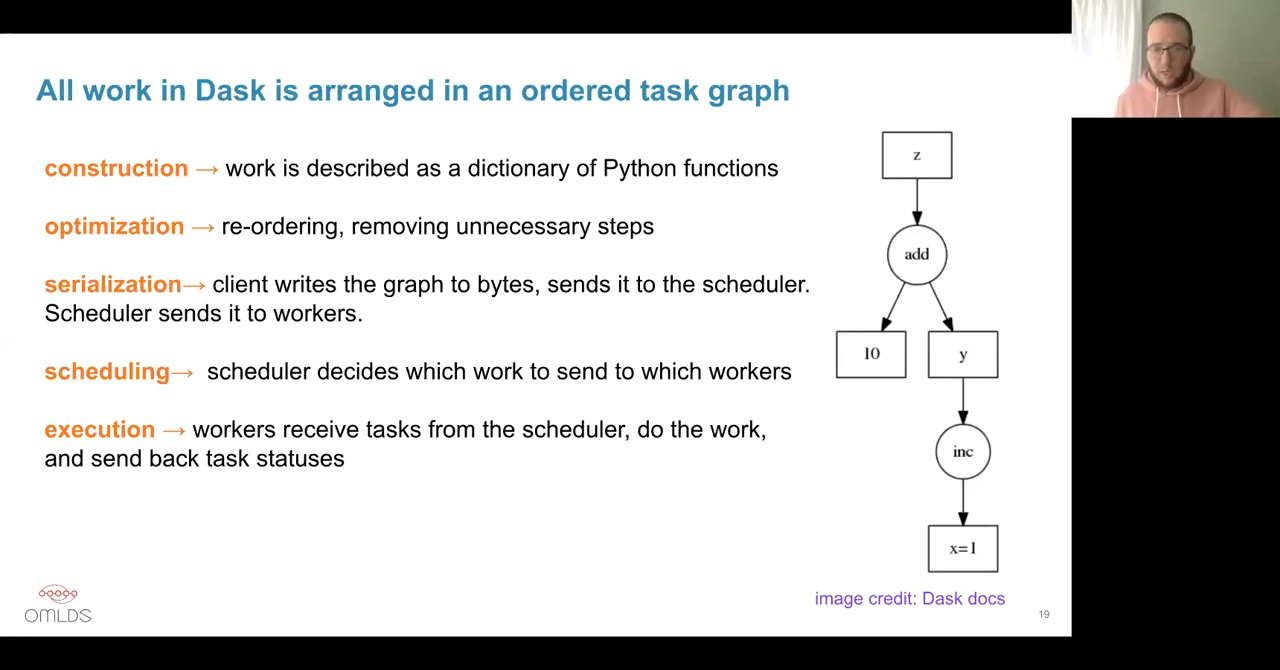 All work in Dask is arranged in an ordered task graph
construction → work is described as a dictionary of Python functions
optimization → re-ordering, removing unnecessary steps
serialization→ client writes the graph to bytes, sends it to the scheduler.
Scheduler sends it to workers.
scheduling→ scheduler decides which work to send to which workers
execution → workers receive tasks from the scheduler, do the work,
and send back task statuses
z
add
10
y
inc
x=1
image credit: Dask docs
OMLDS
19